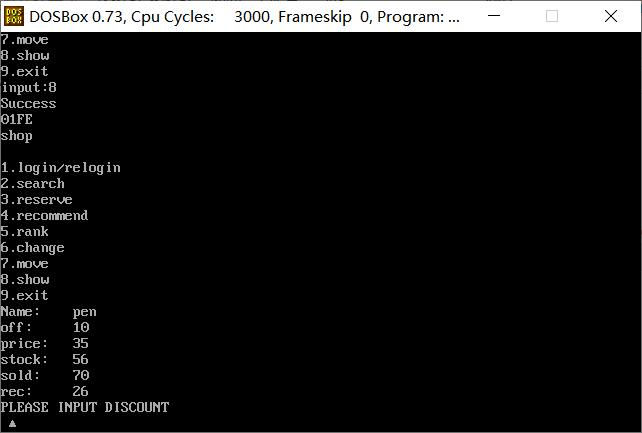 DOSBox 0.73, Cpu Cycles: 3000, Frameskip 0, Program: ...
7.move
8.show
9.exit
input:8
Success
01FE
shop
1.login/relogin
2.search
3.reserve
4.recommend
5.rank
6.change
7.move
8.show
9.exit
Name: pen
off: 10
price: 35
stock: 56
sold: 70
rec: 26
PLEASE INPUT DISCOUNT